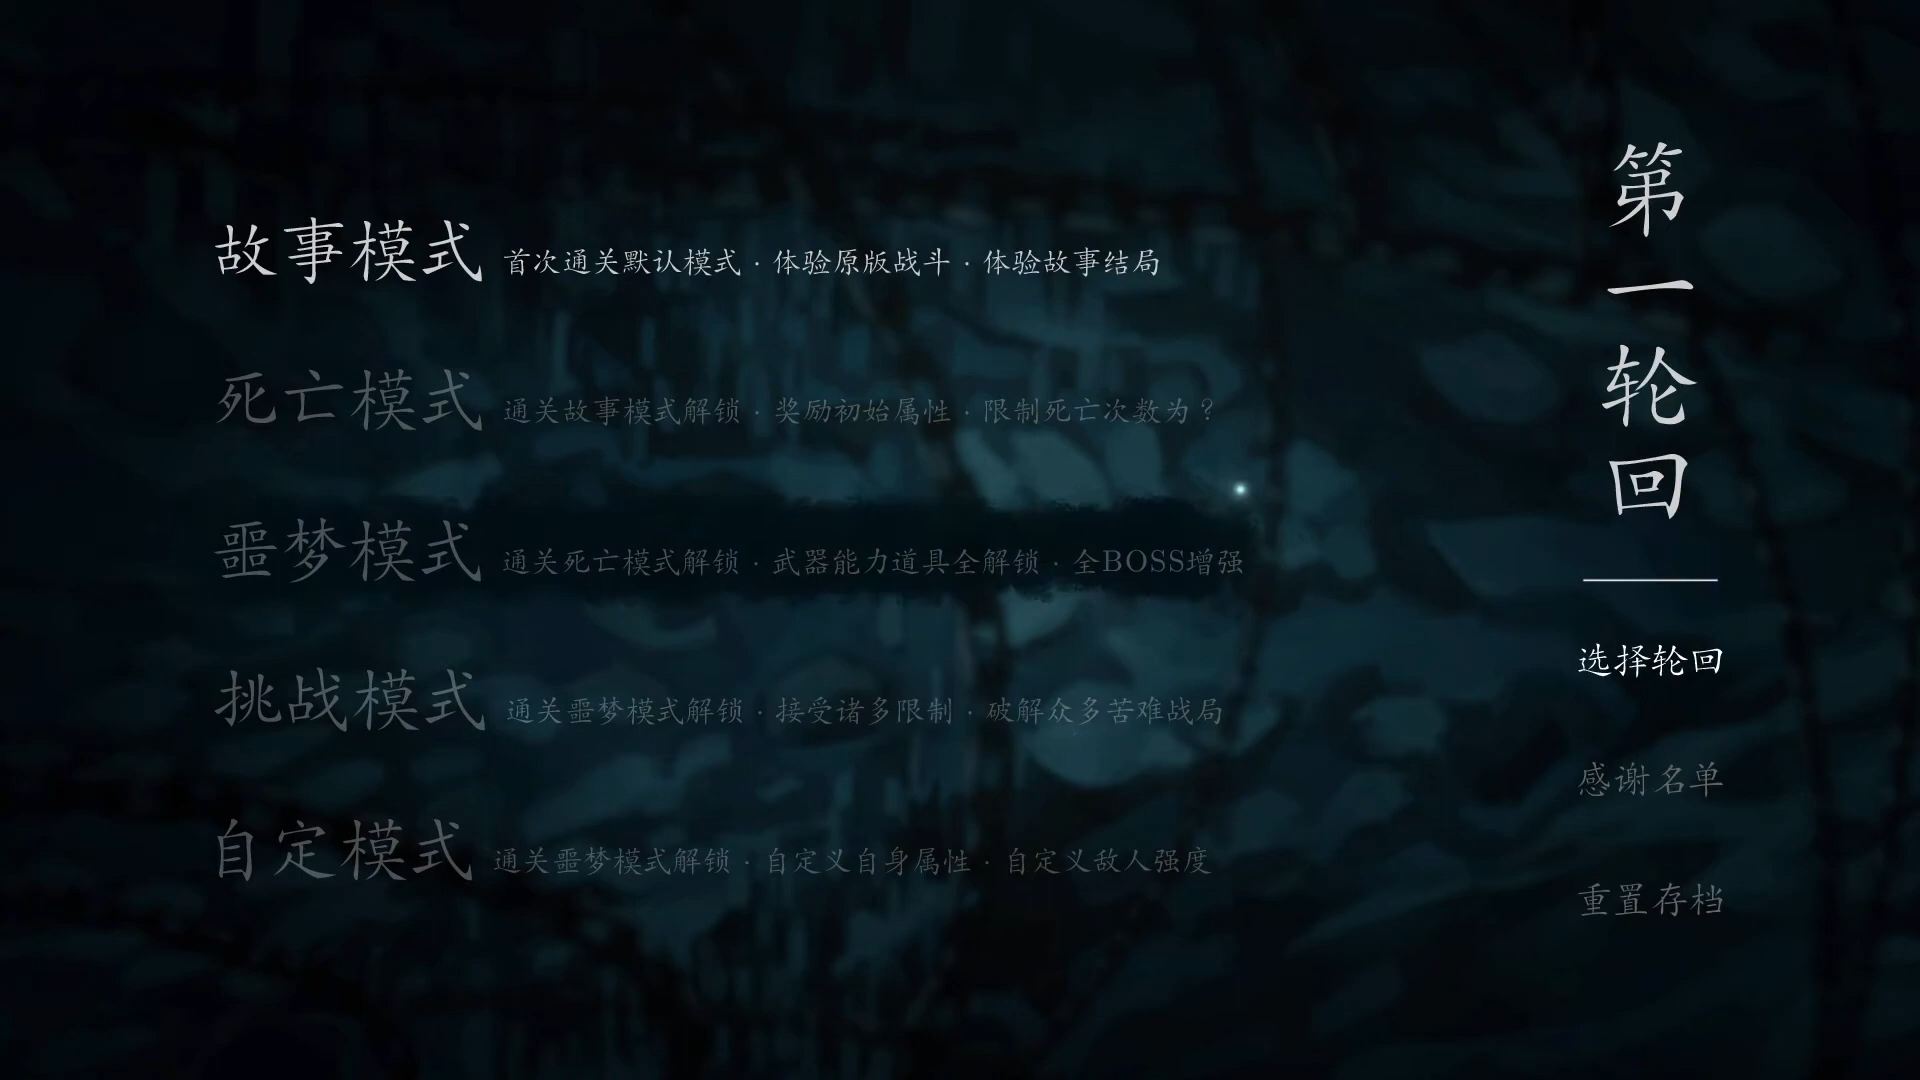 故事模式 首次通关默认模式 · 体验原版战斗 · 体验故事结局
死亡模式 通关故事模式解锁 · 奖励初始属性 · 限制死亡次数为？
噩梦模式 通关死亡模式解锁 · 武器能力道具全解锁 · 全BOSS增强
挑战模式 通关噩梦模式解锁 · 接受诸多限制 · 破解众多苦难战局
自定模式 通关噩梦模式解锁 · 自定义自身属性 · 自定义敌人强度
第一轮回
选择轮回
感谢名单
重置存档